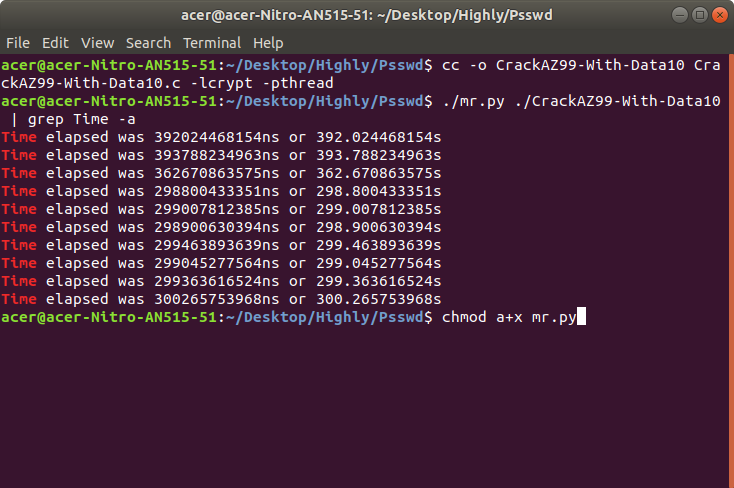 acer@acer-Nitro-AN515-51: ~/Desktop/Highly/Psswd
File Edit View Search Terminal Help
acer@acer-Nitro-AN515-51:~/Desktop/Highly/Psswd$ cc -o CrackAZ99-With-Data10 Cra
ckAZ99-With-Data10.c -lcrypt -pthread
acer@acer-Nitro-AN515-51:~/Desktop/Highly/Psswd$ ./mr.py ./CrackAZ99-With-Data10
 | grep Time -a
Time elapsed was 392024468154ns or 392.024468154s
Time elapsed was 393788234963ns or 393.788234963s
Time elapsed was 362670863575ns or 362.670863575s
Time elapsed was 298800433351ns or 298.800433351s
Time elapsed was 299007812385ns or 299.007812385s
Time elapsed was 298900630394ns or 298.900630394s
Time elapsed was 299463893639ns or 299.463893639s
Time elapsed was 299045277564ns or 299.045277564s
Time elapsed was 299363616524ns or 299.363616524s
Time elapsed was 300265753968ns or 300.265753968s
acer@acer-Nitro-AN515-51:~/Desktop/Highly/Psswd$ chmod a+x mr.py